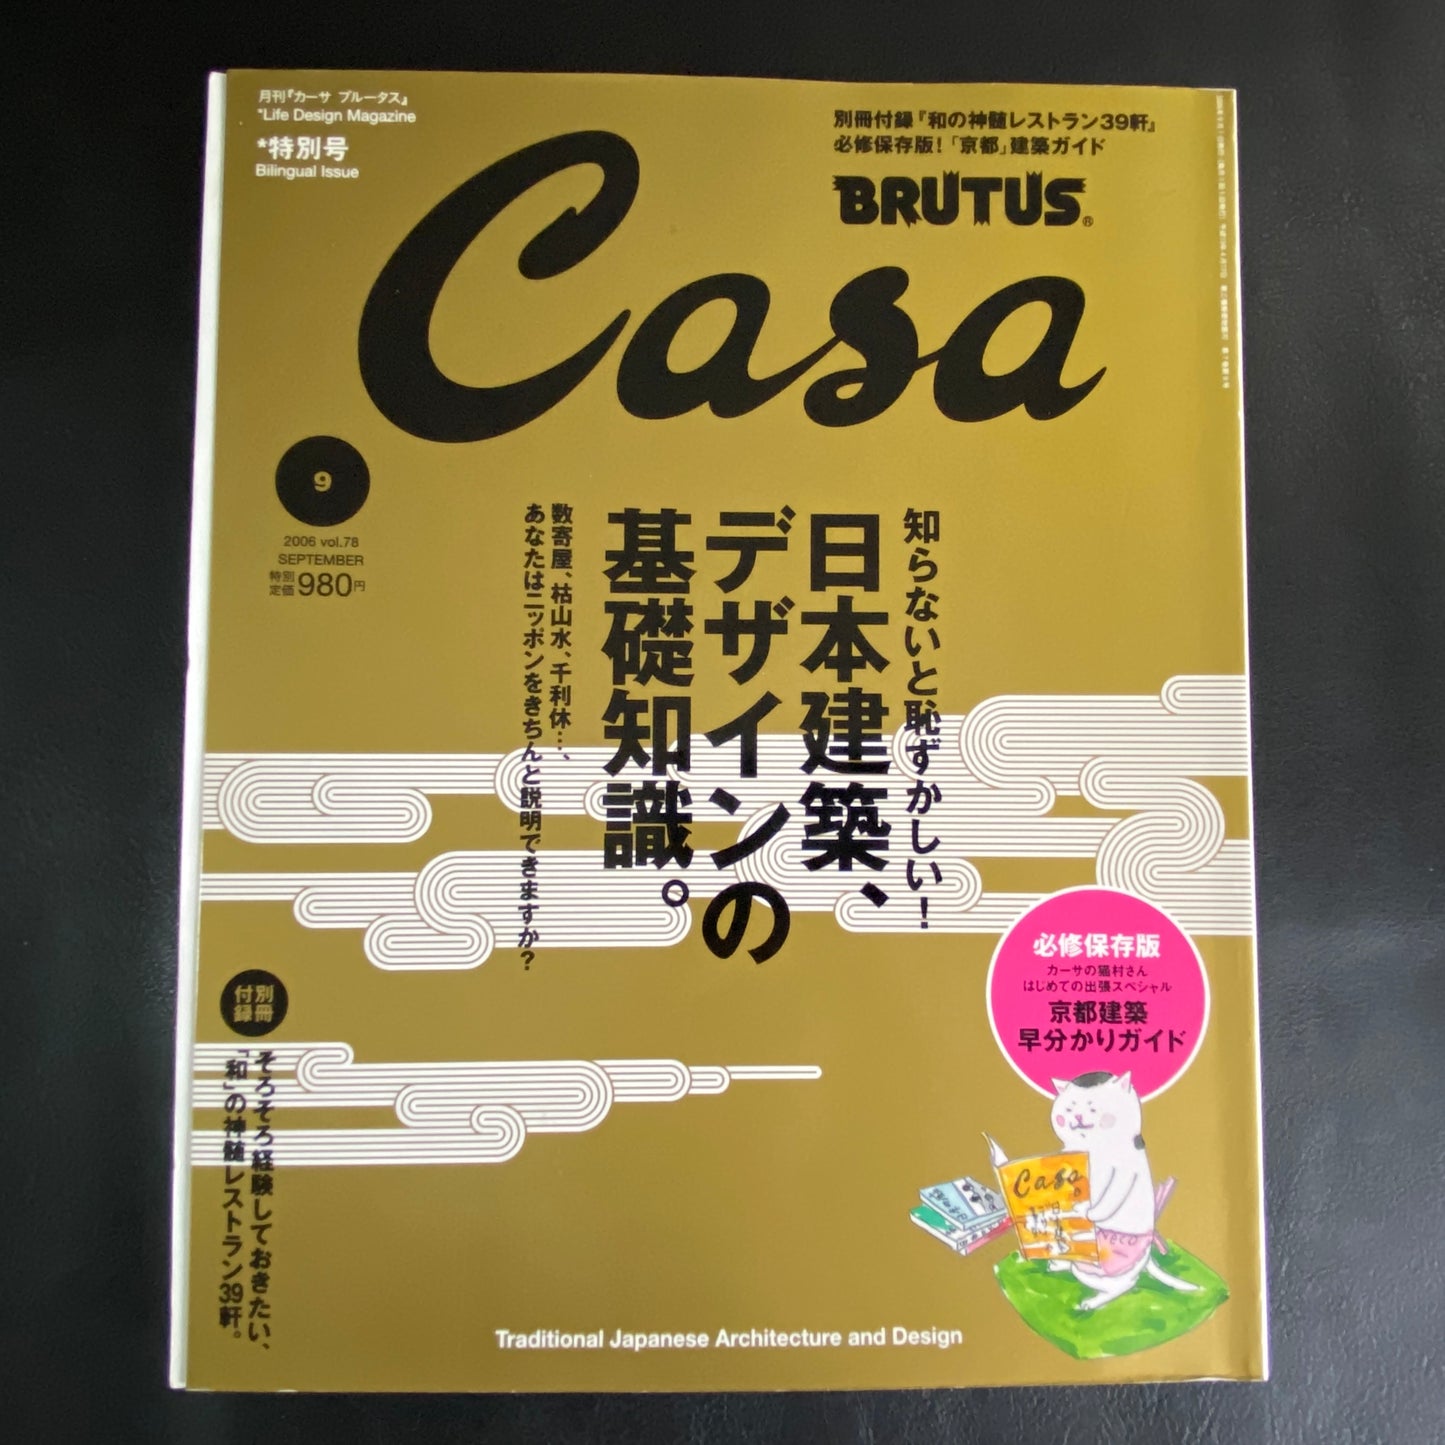 月刊『カーサ ブルータス』
*Life Design Magazine
*特別号
Bilingual Issue
別冊付録『和の神髄レストラン39軒』
必修保存版!「京都」建築ガイド
BRUTUS®
Casa
9
2006 vol.78
SEPTEMBER
特別
定価980円
知らないと恥ずかしい!
日本建築、
デザインの
基礎知識。
数寄屋、枯山水、千利休…、
あなたはニッポンをきちんと説明できますか?
必修保存版
カーサの猫村さん
はじめての出張スペシャル
京都建築
早分かりガイド
別冊
付録
そろそろ経験しておきたい、
「和」の神髄レストラン39軒。
Casa
NECO
Traditional Japanese Architecture and Design